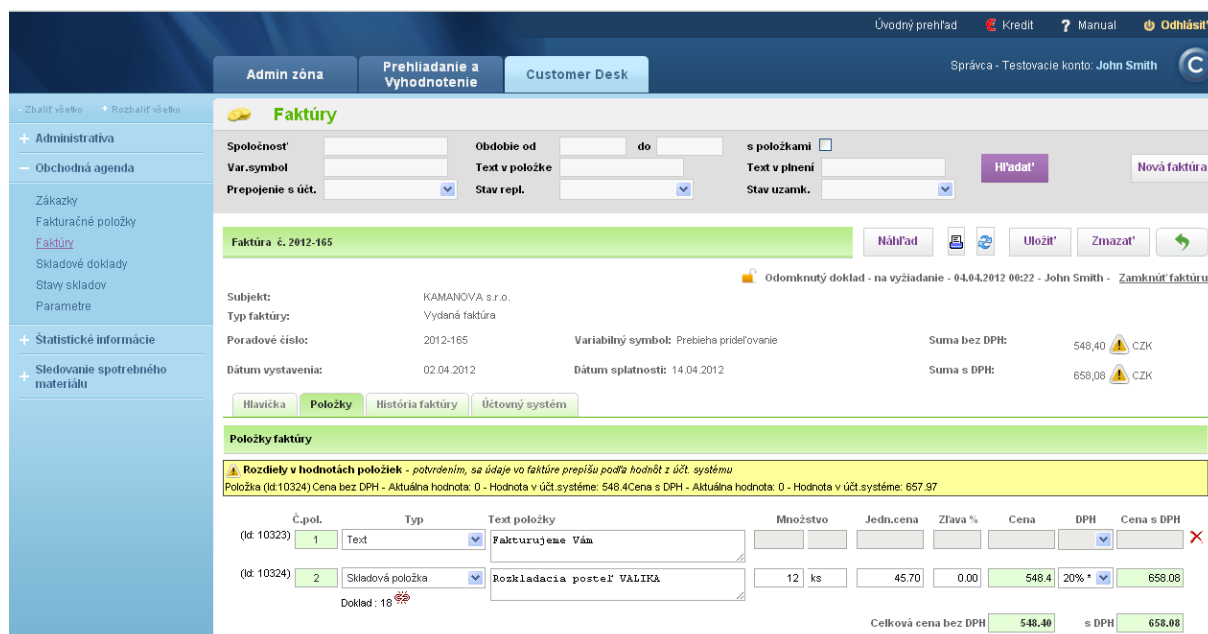 Úvodný prehľad € Kredit ? Manual Odhlásiť
Admin zóna Prehliadanie a Vyhodnotenie Customer Desk Správca - Testovacie konto: John Smith
- Zbaliť všetko + Rozbaliť všetko
Faktúry
+ Administratíva
− Obchodná agenda
Zákazky
Fakturačné položky
Faktúry
Skladové doklady
Stavy skladov
Parametre
+ Štatistické informácie
+ Sledovanie spotrebného materiálu
Spoločnosť Obdobie od do s položkami
Var.symbol Text v položke Text v plnení Hľadať Nová faktúra
Prepojenie s účt. Stav repl. Stav uzamk.
Faktúra č. 2012-165 Náhľad Uložiť Zmazať
Odomknutý doklad - na vyžiadanie - 04.04.2012 00:22 - John Smith - Zamknúť faktúru
Subjekt: KAMANOVA s.r.o.
Typ faktúry: Vydaná faktúra
Poradové číslo: 2012-165 Variabilný symbol: Prebieha prideľovanie Suma bez DPH: 548,40 CZK
Dátum vystavenia: 02.04.2012 Dátum splatnosti: 14.04.2012 Suma s DPH: 658,08 CZK
Hlavička Položky História faktúry Účtovný systém
Položky faktúry
Rozdiely v hodnotách položiek - potvrdením, sa údaje vo faktúre prepíšu podľa hodnôt z účt. systému
Položka (Id:10324) Cena bez DPH - Aktuálna hodnota: 0 - Hodnota v účt.systéme: 548.4Cena s DPH - Aktuálna hodnota: 0 - Hodnota v účt.systéme: 657.97
Č.pol. Typ Text položky Množstvo Jedn.cena Zľava % Cena DPH Cena s DPH
(Id: 10323) 1 Text Fakturujeme Vám
(Id: 10324) 2 Skladová položka Rozkladacia posteľ VALIKA 12 ks 45.70 0.00 548.4 20% * 658.08
Doklad : 18
Celková cena bez DPH 548.40 s DPH 658.08